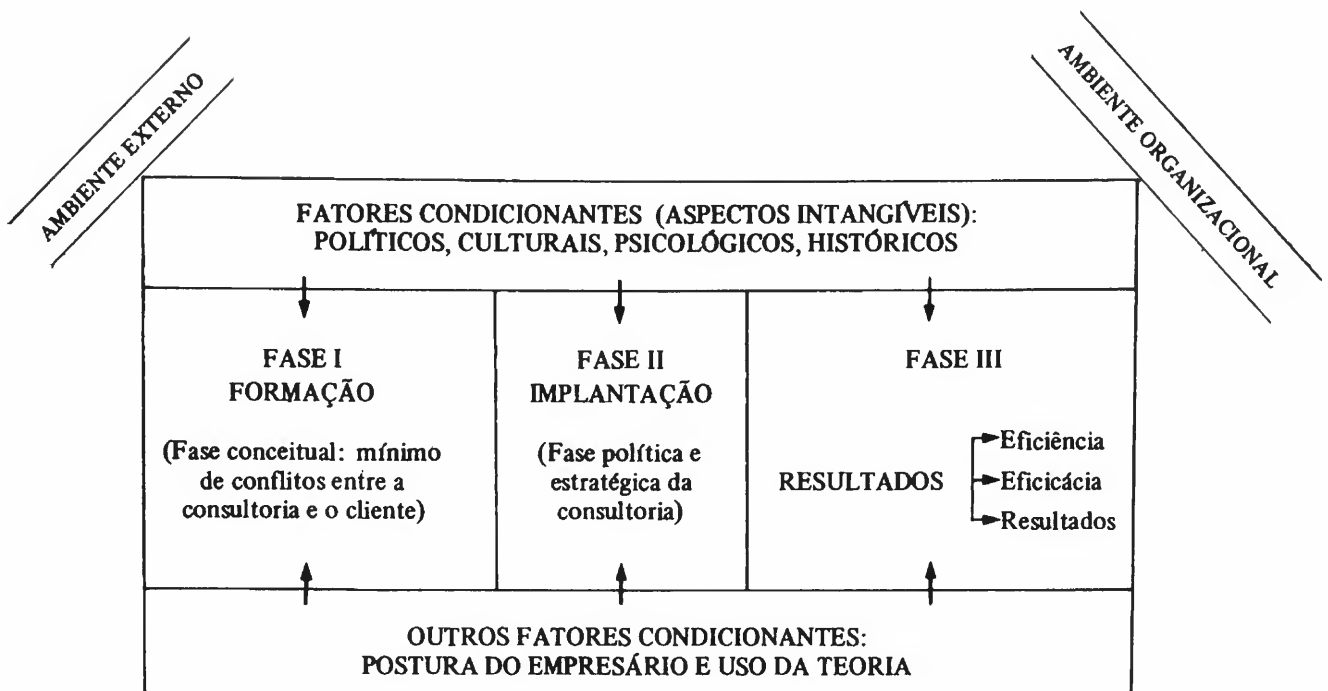 AMBIENTE EXTERNO
AMBIENTE ORGANIZACIONAL
FATORES CONDICIONANTES (ASPECTOS INTANGÍVEIS):
POLÍTICOS, CULTURAIS, PSICOLÓGICOS, HISTÓRICOS
FASE I
FORMAÇÃO
(Fase conceitual: mínimo
de conflitos entre a
consultoria e o cliente)
FASE II
IMPLANTAÇÃO
(Fase política e
estratégica da
consultoria)
FASE III
RESULTADOS
Eficiência
Eficicácia
Resultados
OUTROS FATORES CONDICIONANTES:
POSTURA DO EMPRESÁRIO E USO DA TEORIA